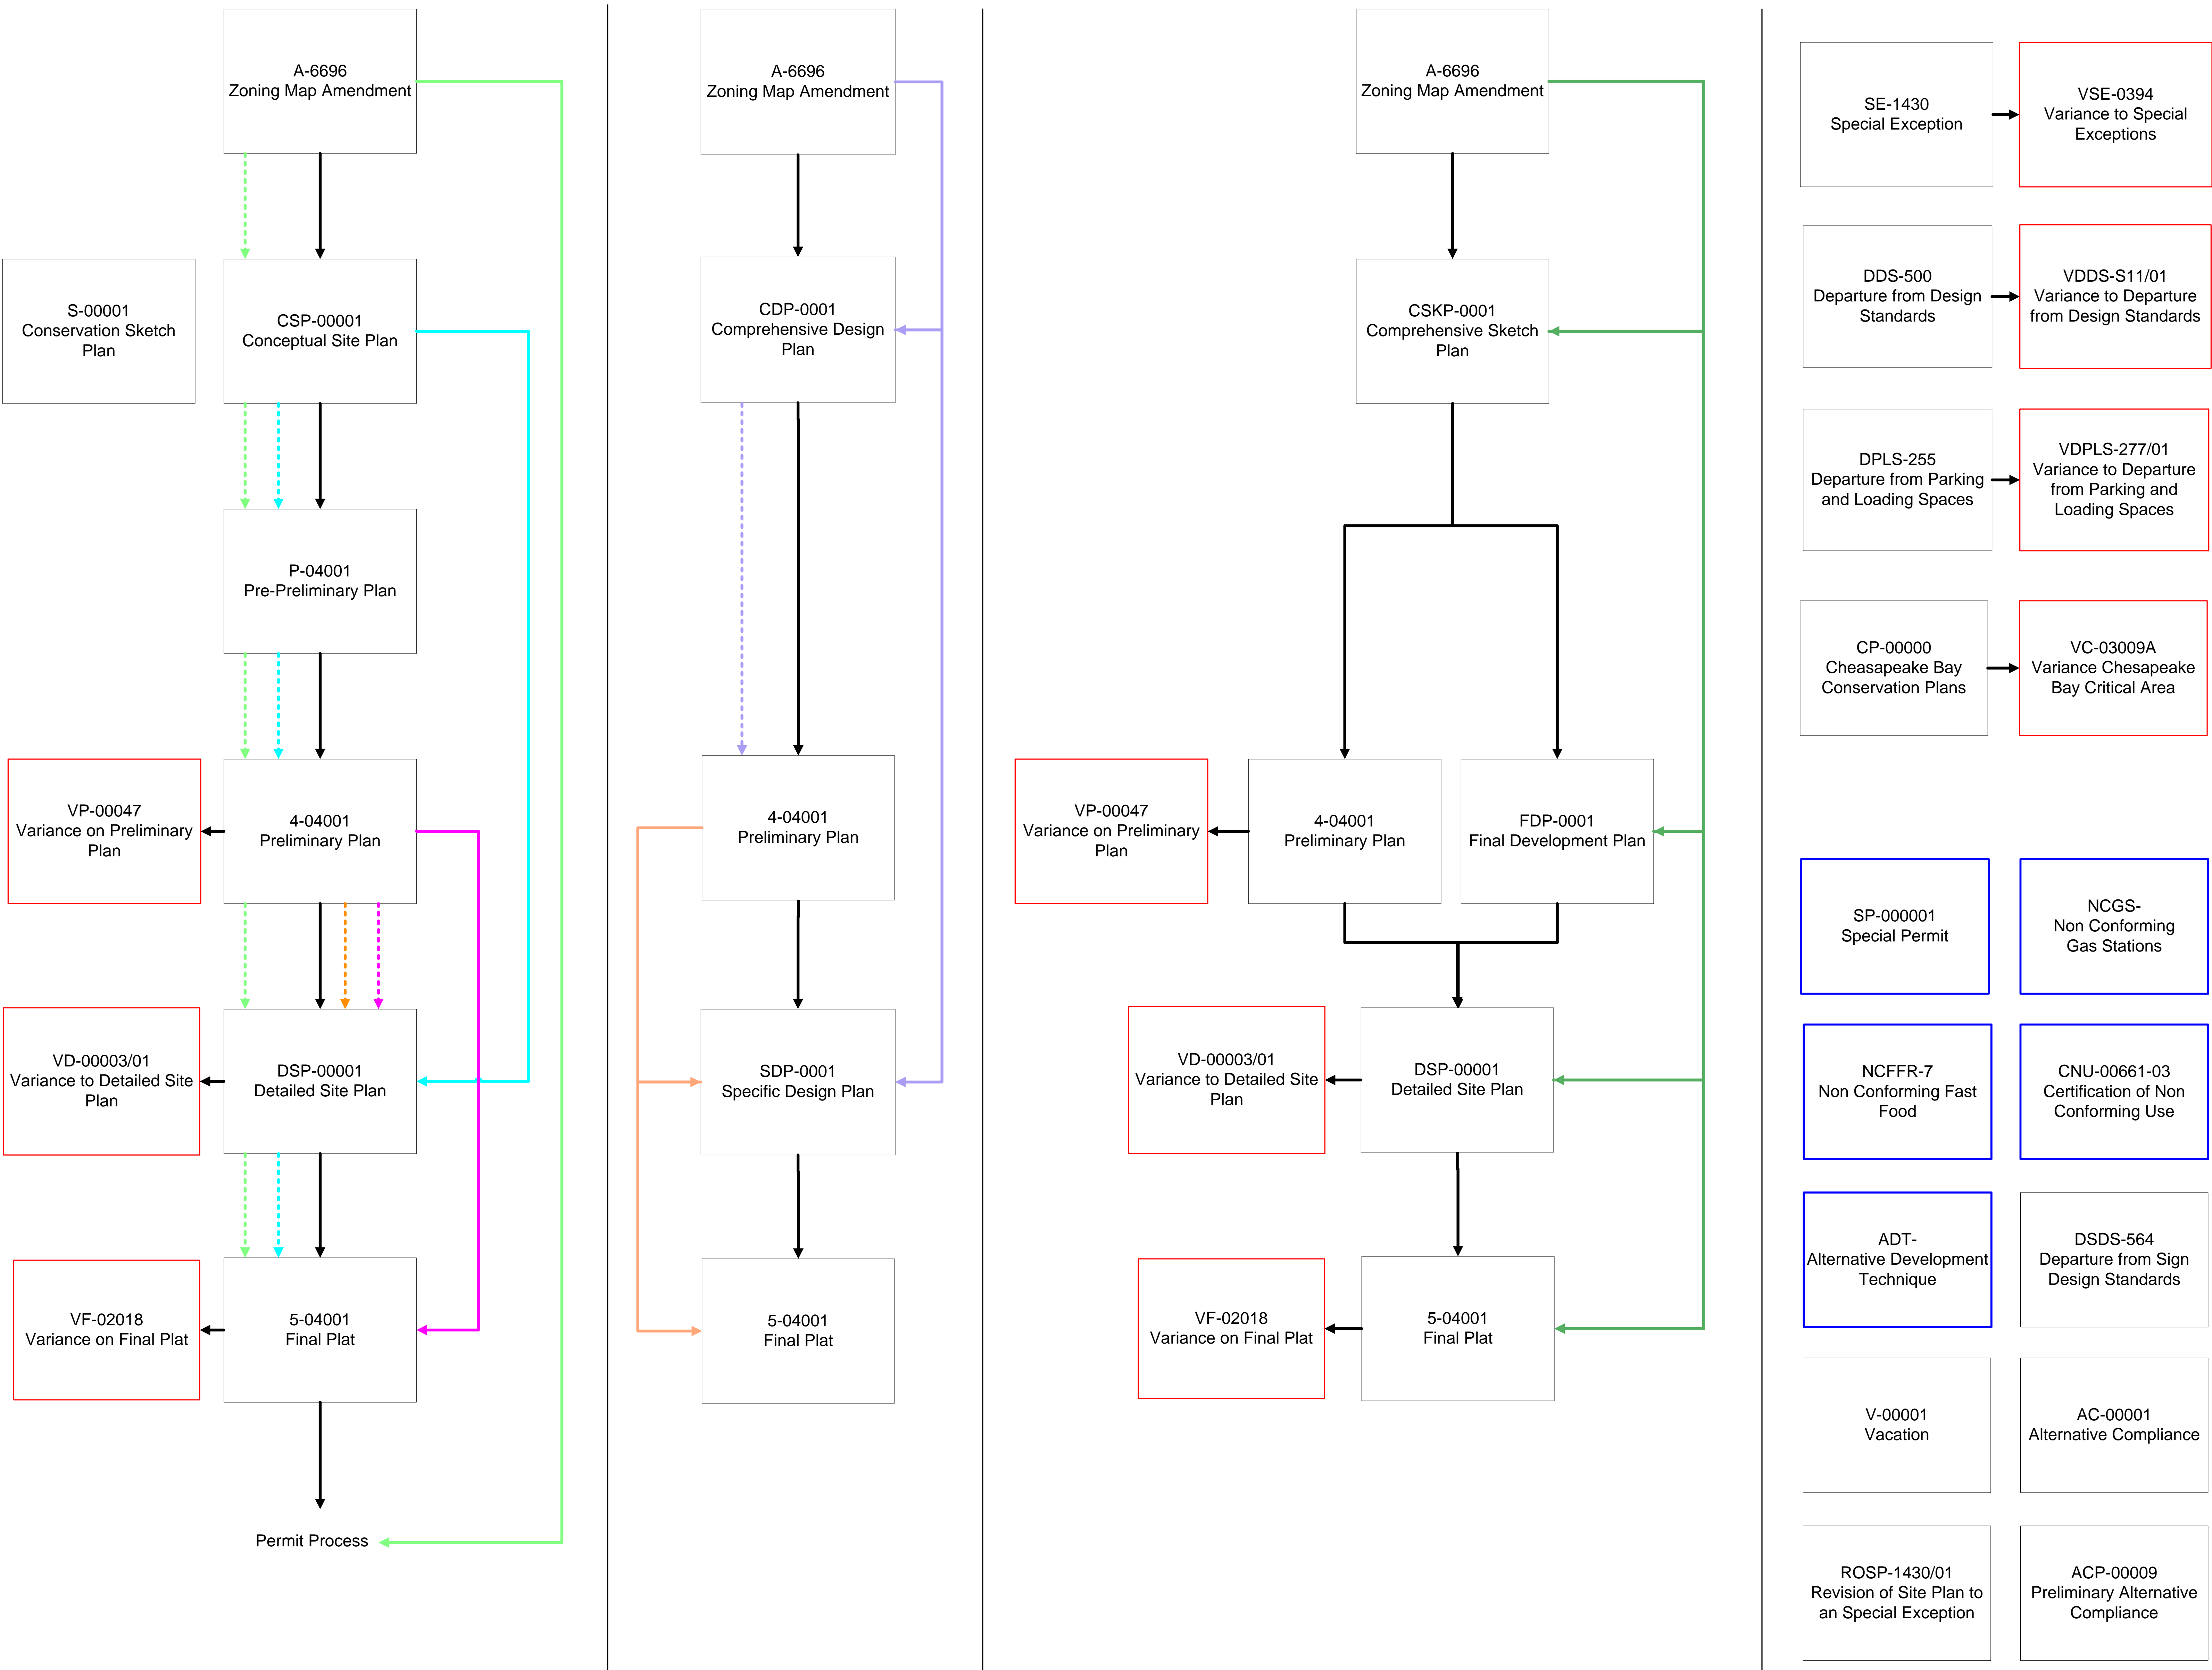 A-6696
Zoning Map Amendment
S-00001
Conservation Sketch
Plan
CSP-00001
Conceptual Site Plan
P-04001
Pre-Preliminary Plan
VP-00047
Variance on Preliminary
Plan
4-04001
Preliminary Plan
VD-00003/01
Variance to Detailed Site
Plan
DSP-00001
Detailed Site Plan
VF-02018
Variance on Final Plat
5-04001
Final Plat
Permit Process
A-6696
Zoning Map Amendment
CDP-0001
Comprehensive Design
Plan
4-04001
Preliminary Plan
SDP-0001
Specific Design Plan
5-04001
Final Plat
A-6696
Zoning Map Amendment
CSKP-0001
Comprehensive Sketch
Plan
VP-00047
Variance on Preliminary
Plan
4-04001
Preliminary Plan
FDP-0001
Final Development Plan
VD-00003/01
Variance to Detailed Site
Plan
DSP-00001
Detailed Site Plan
VF-02018
Variance on Final Plat
5-04001
Final Plat
SE-1430
Special Exception
VSE-0394
Variance to Special
Exceptions
DDS-500
Departure from Design
Standards
VDDS-S11/01
Variance to Departure
from Design Standards
DPLS-255
Departure from Parking
and Loading Spaces
VDPLS-277/01
Variance to Departure
from Parking and
Loading Spaces
CP-00000
Cheasapeake Bay
Conservation Plans
VC-03009A
Variance Chesapeake
Bay Critical Area
SP-000001
Special Permit
NCGS-
Non Conforming
Gas Stations
NCFFR-7
Non Conforming Fast
Food
CNU-00661-03
Certification of Non
Conforming Use
ADT-
Alternative Development
Technique
DSDS-564
Departure from Sign
Design Standards
V-00001
Vacation
AC-00001
Alternative Compliance
ROSP-1430/01
Revision of Site Plan to
an Special Exception
ACP-00009
Preliminary Alternative
Compliance